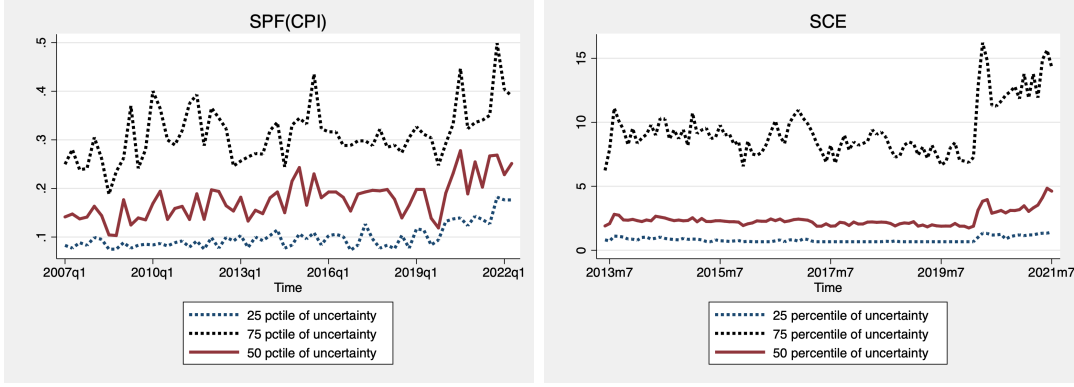 SPF(CPI)
.5
.4
.3
.2
.1
2007q1 2010q1 2013q1 2016q1 2019q1 2022q1
Time
25 pctile of uncertainty
75 pctile of uncertainty
50 pctile of uncertainty
SCE
15
10
5
0
2013m7 2015m7 2017m7 2019m7 2021m7
Time
25 percentile of uncertainty
75 percentile of uncertainty
50 percentile of uncertainty